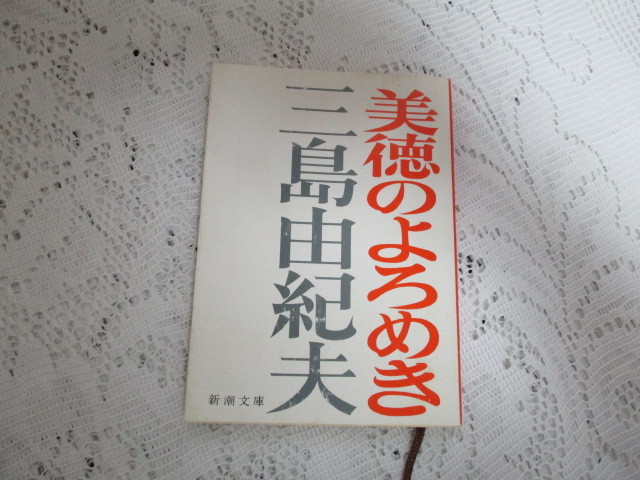 美徳のよろめき
三島由紀夫
新潮文庫